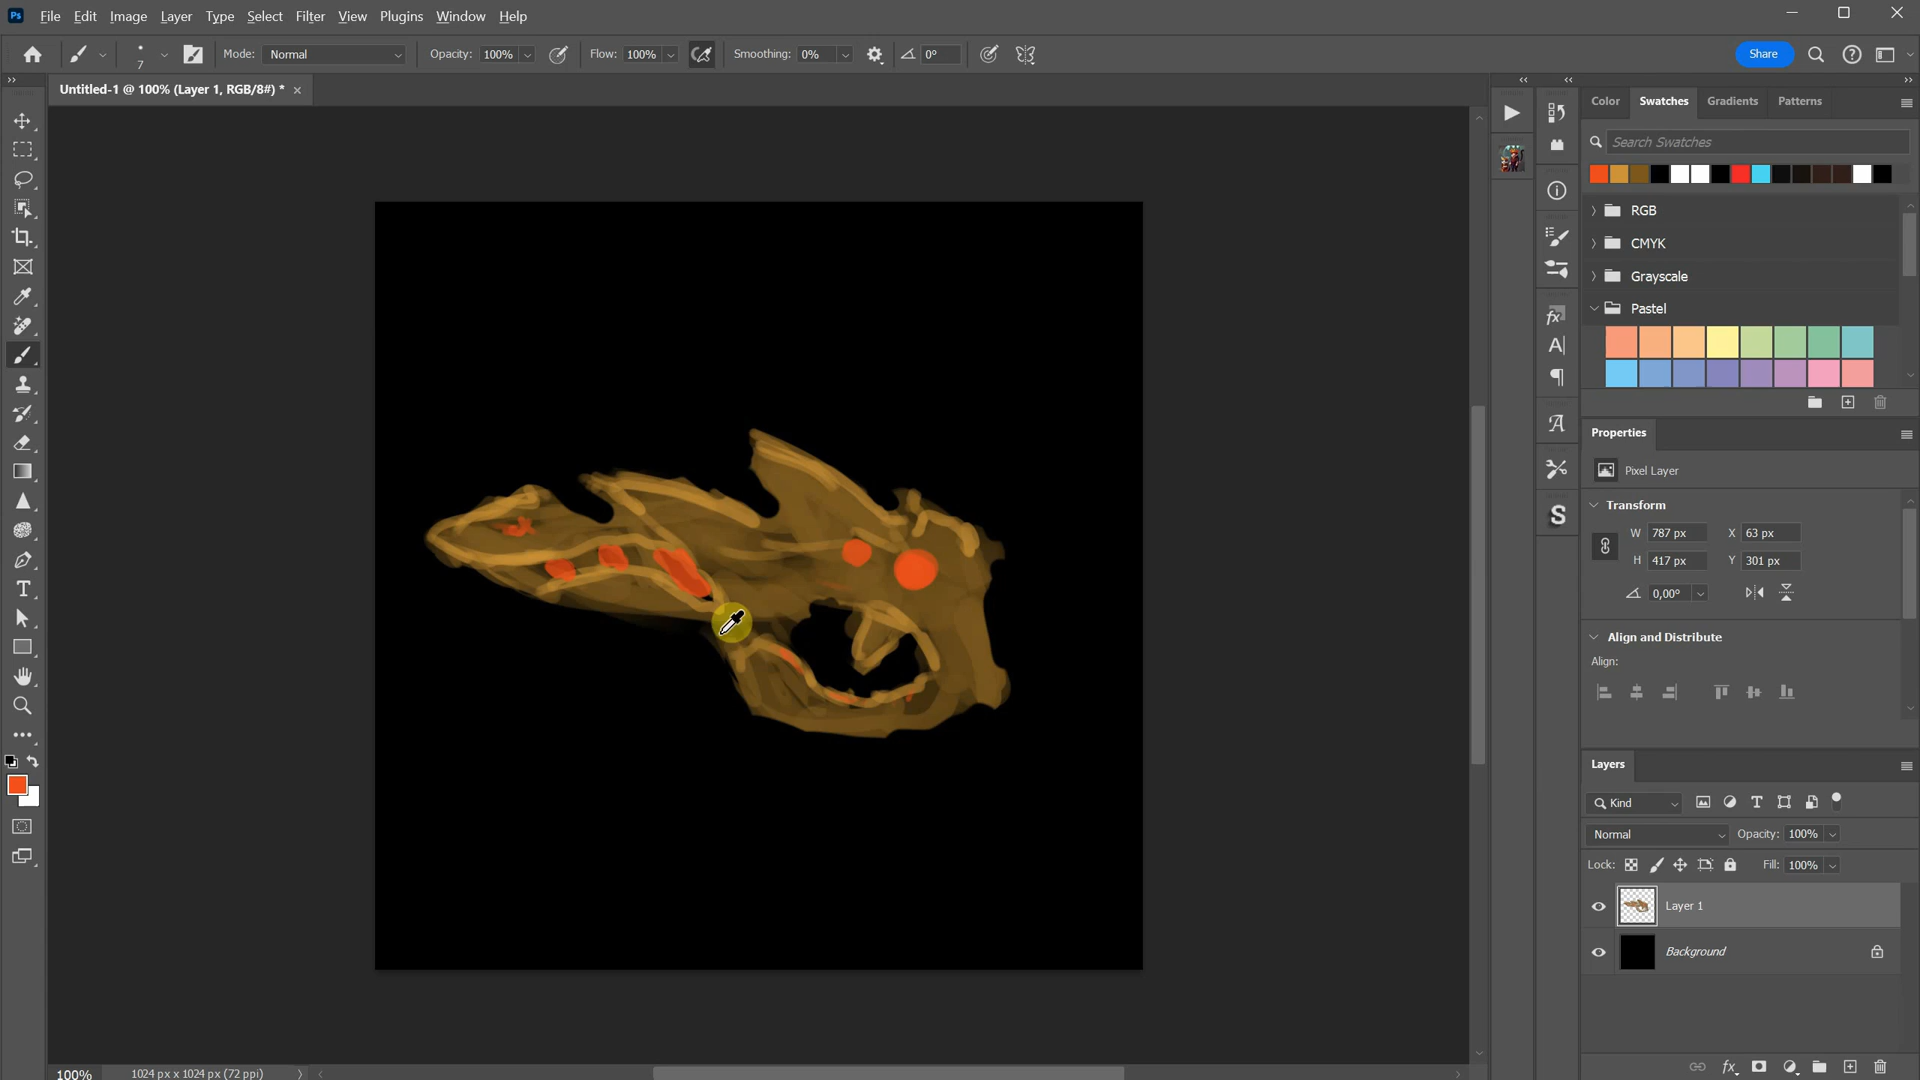 Ps File Edit Image Layer Type Select Filter View Plugins Window Help
7 Mode: Normal Opacity: 100% Flow: 100% Smoothing: 0% 0° Share
Untitled-1 @ 100% (Layer 1, RGB/8#) *
Color Swatches Gradients Patterns
Search Swatches
RGB
CMYK
Grayscale
Pastel
Properties
Pixel Layer
Transform
W 787 px X 63 px
H 417 px Y 301 px
0,00°
Align and Distribute
Align:
Layers
Kind
Normal Opacity: 100%
Lock: Fill: 100%
Layer 1
Background
fx
100% 1024 px x 1024 px (72 ppi)